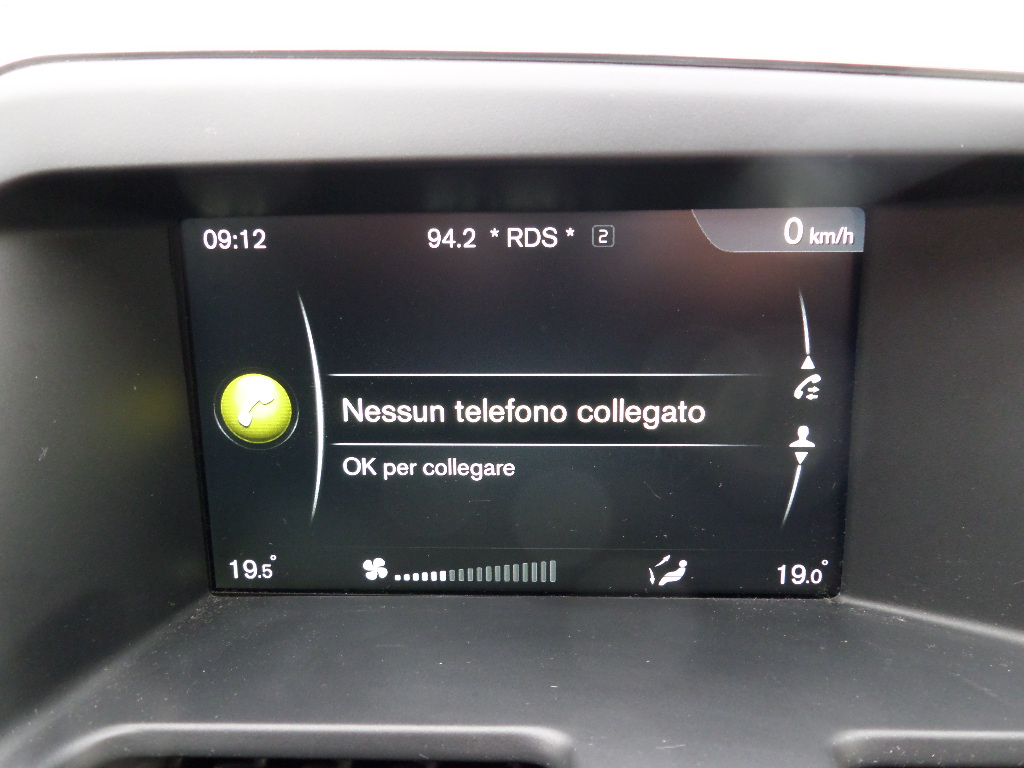 09:12 94.2 * RDS * 2 0 km/h
Nessun telefono collegato
OK per collegare
19.5° 19.0°